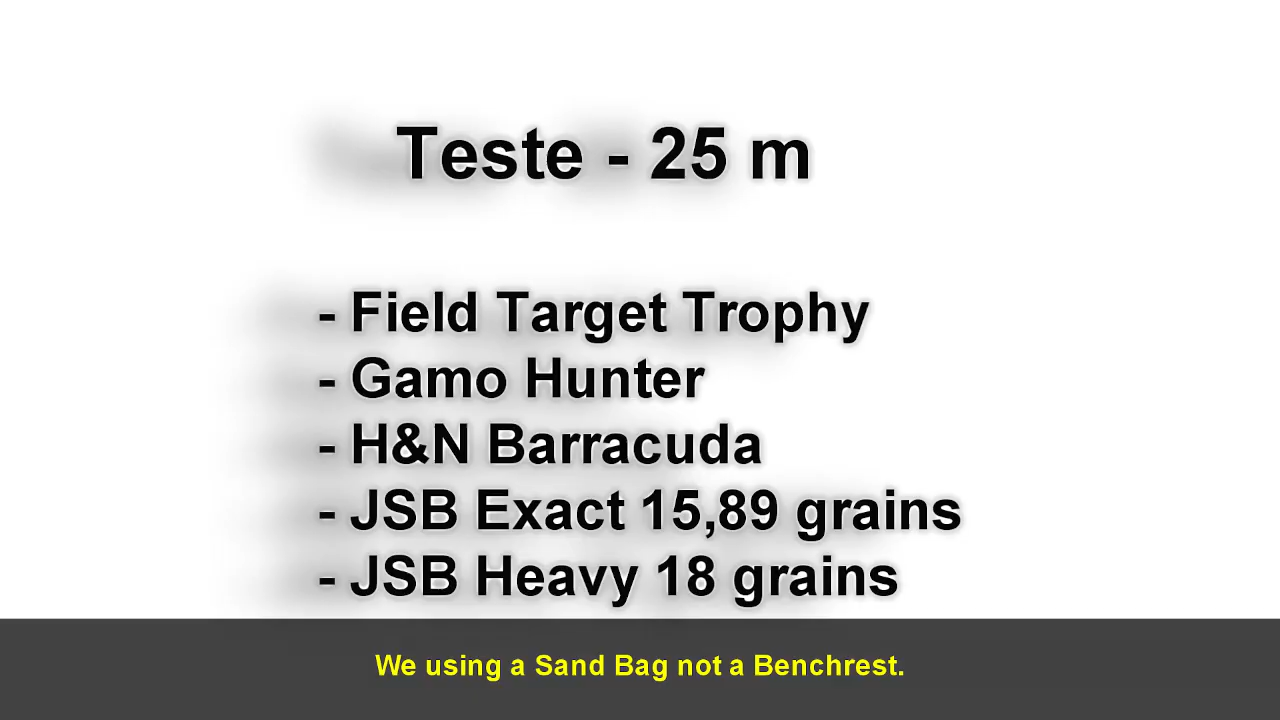 Teste - 25 m
- Field Target Trophy
- Gamo Hunter
- H&N Barracuda
- JSB Exact 15,89 grains
- JSB Heavy 18 grains
We using a Sand Bag not a Benchrest.